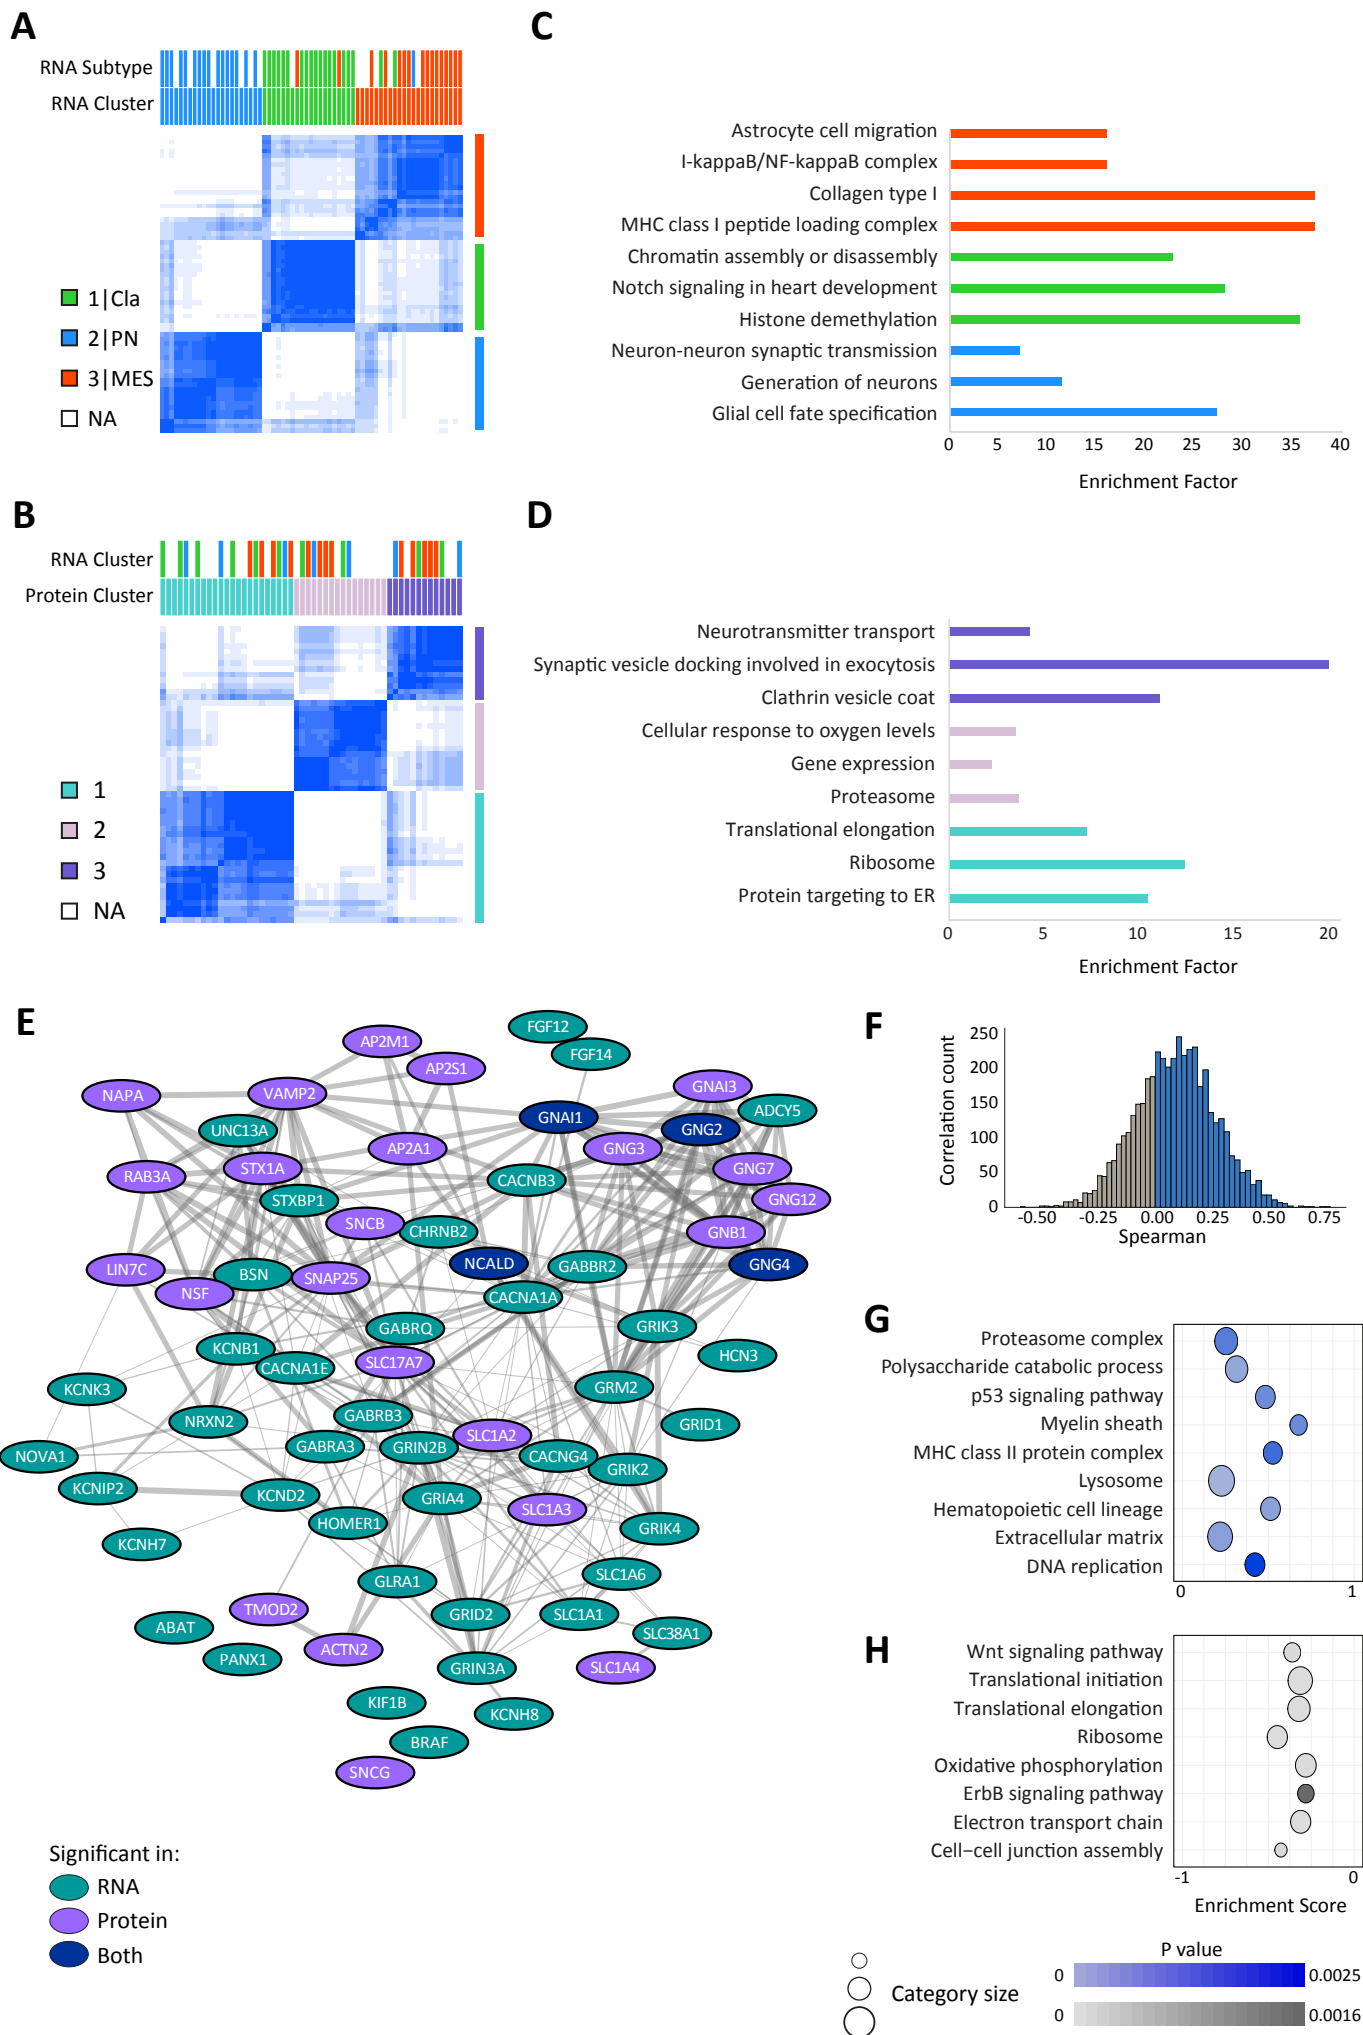 A
RNA Subtype
RNA Cluster
1|Cla
2|PN
3|MES
NA
C
Astrocyte cell migration
I-kappaB/NF-kappaB complex
Collagen type I
MHC class I peptide loading complex
Chromatin assembly or disassembly
Notch signaling in heart development
Histone demethylation
Neuron-neuron synaptic transmission
Generation of neurons
Glial cell fate specification
0 5 10 15 20 25 30 35 40
Enrichment Factor
B
RNA Cluster
Protein Cluster
1
2
3
NA
D
Neurotransmitter transport
Synaptic vesicle docking involved in exocytosis
Clathrin vesicle coat
Cellular response to oxygen levels
Gene expression
Proteasome
Translational elongation
Ribosome
Protein targeting to ER
0 5 10 15 20
Enrichment Factor
E
FGF12
AP2M1
FGF14
AP2S1
GNAI3
NAPA
VAMP2
ADCY5
GNAI1
UNC13A
GNG2
AP2A1
GNG3
STX1A
GNG7
RAB3A
CACNB3
STXBP1
GNG12
SNCB
CHRNB2
GNB1
NCALD
GABBR2
GNG4
LIN7C
BSN
SNAP25
NSF
CACNA1A
GABRQ
GRIK3
KCNB1
HCN3
CACNA1E
SLC17A7
KCNK3
GRM2
NRXN2
GABRB3
GRID1
SLC1A2
GABRA3
GRIN2B
NOVA1
CACNG4
GRIK2
KCNIP2
KCND2
GRIA4
SLC1A3
HOMER1
GRIK4
KCNH7
SLC1A6
GLRA1
TMOD2
GRID2
SLC1A1
ABAT
SLC38A1
ACTN2
PANX1
GRIN3A
SLC1A4
KIF1B
KCNH8
BRAF
SNCG
Significant in:
RNA
Protein
Both
F
Correlation count
250
200
150
100
50
0
-0.50 -0.25 0.00 0.25 0.50 0.75
Spearman
G
Proteasome complex
Polysaccharide catabolic process
p53 signaling pathway
Myelin sheath
MHC class II protein complex
Lysosome
Hematopoietic cell lineage
Extracellular matrix
DNA replication
0 1
H
Wnt signaling pathway
Translational initiation
Translational elongation
Ribosome
Oxidative phosphorylation
ErbB signaling pathway
Electron transport chain
Cell−cell junction assembly
-1 0
Enrichment Score
Category size
P value
0 0.0025
0 0.0016